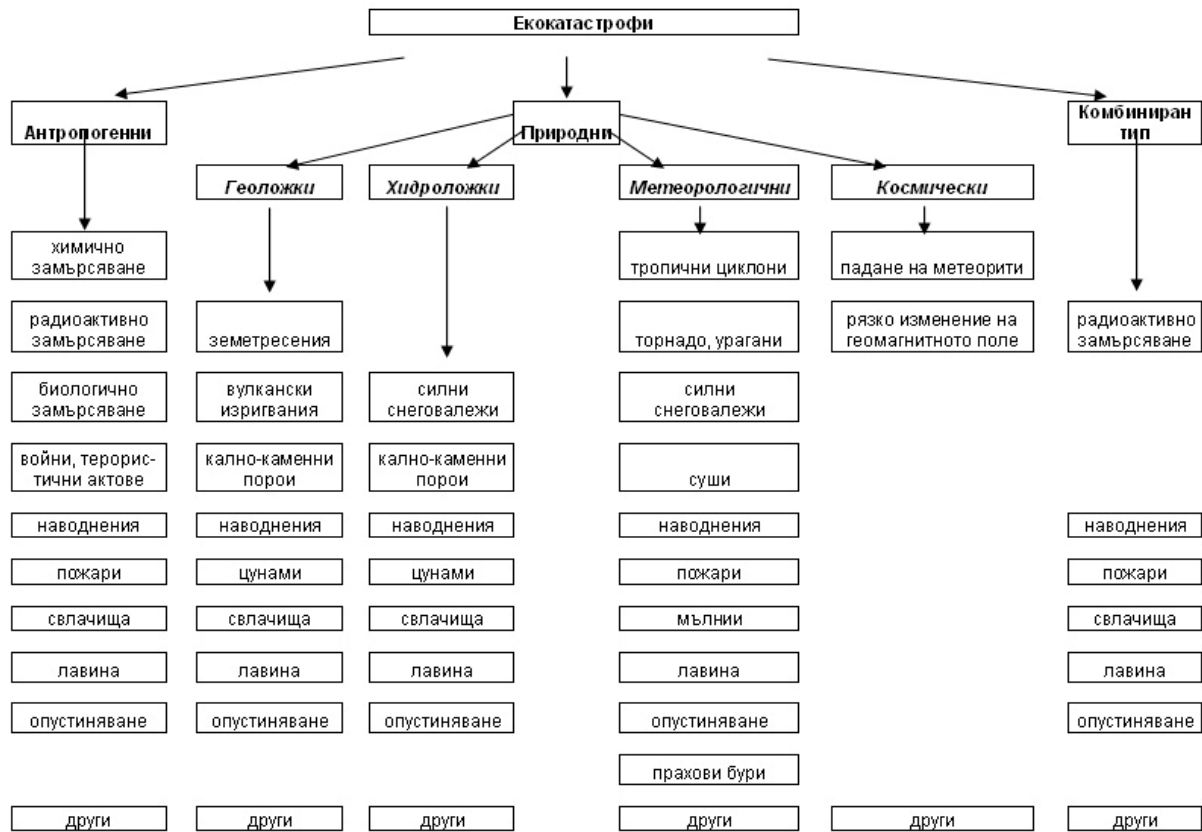 Екокатастрофи
Антропогенни
Природни
Комбиниран
тип
Геоложки
Хидроложки
Метеорологични
Космически
химично
замърсяване
тропични циклони
падане на метеорити
радиоактивно
замърсяване
земетресения
торнадо, урагани
рязко изменение на
геомагнитното поле
радиоактивно
замърсяване
биологично
замърсяване
вулкански
изригвания
силни
снеговалежи
силни
снеговалежи
войни, терорис-
тични актове
кално-каменни
порои
кално-каменни
порои
суши
наводнения
наводнения
наводнения
наводнения
наводнения
пожари
цунами
цунами
пожари
пожари
свлачища
свлачища
свлачища
мълнии
свлачища
лавина
лавина
лавина
лавина
лавина
опустиняване
опустиняване
опустиняване
опустиняване
опустиняване
прахови бури
други
други
други
други
други
други